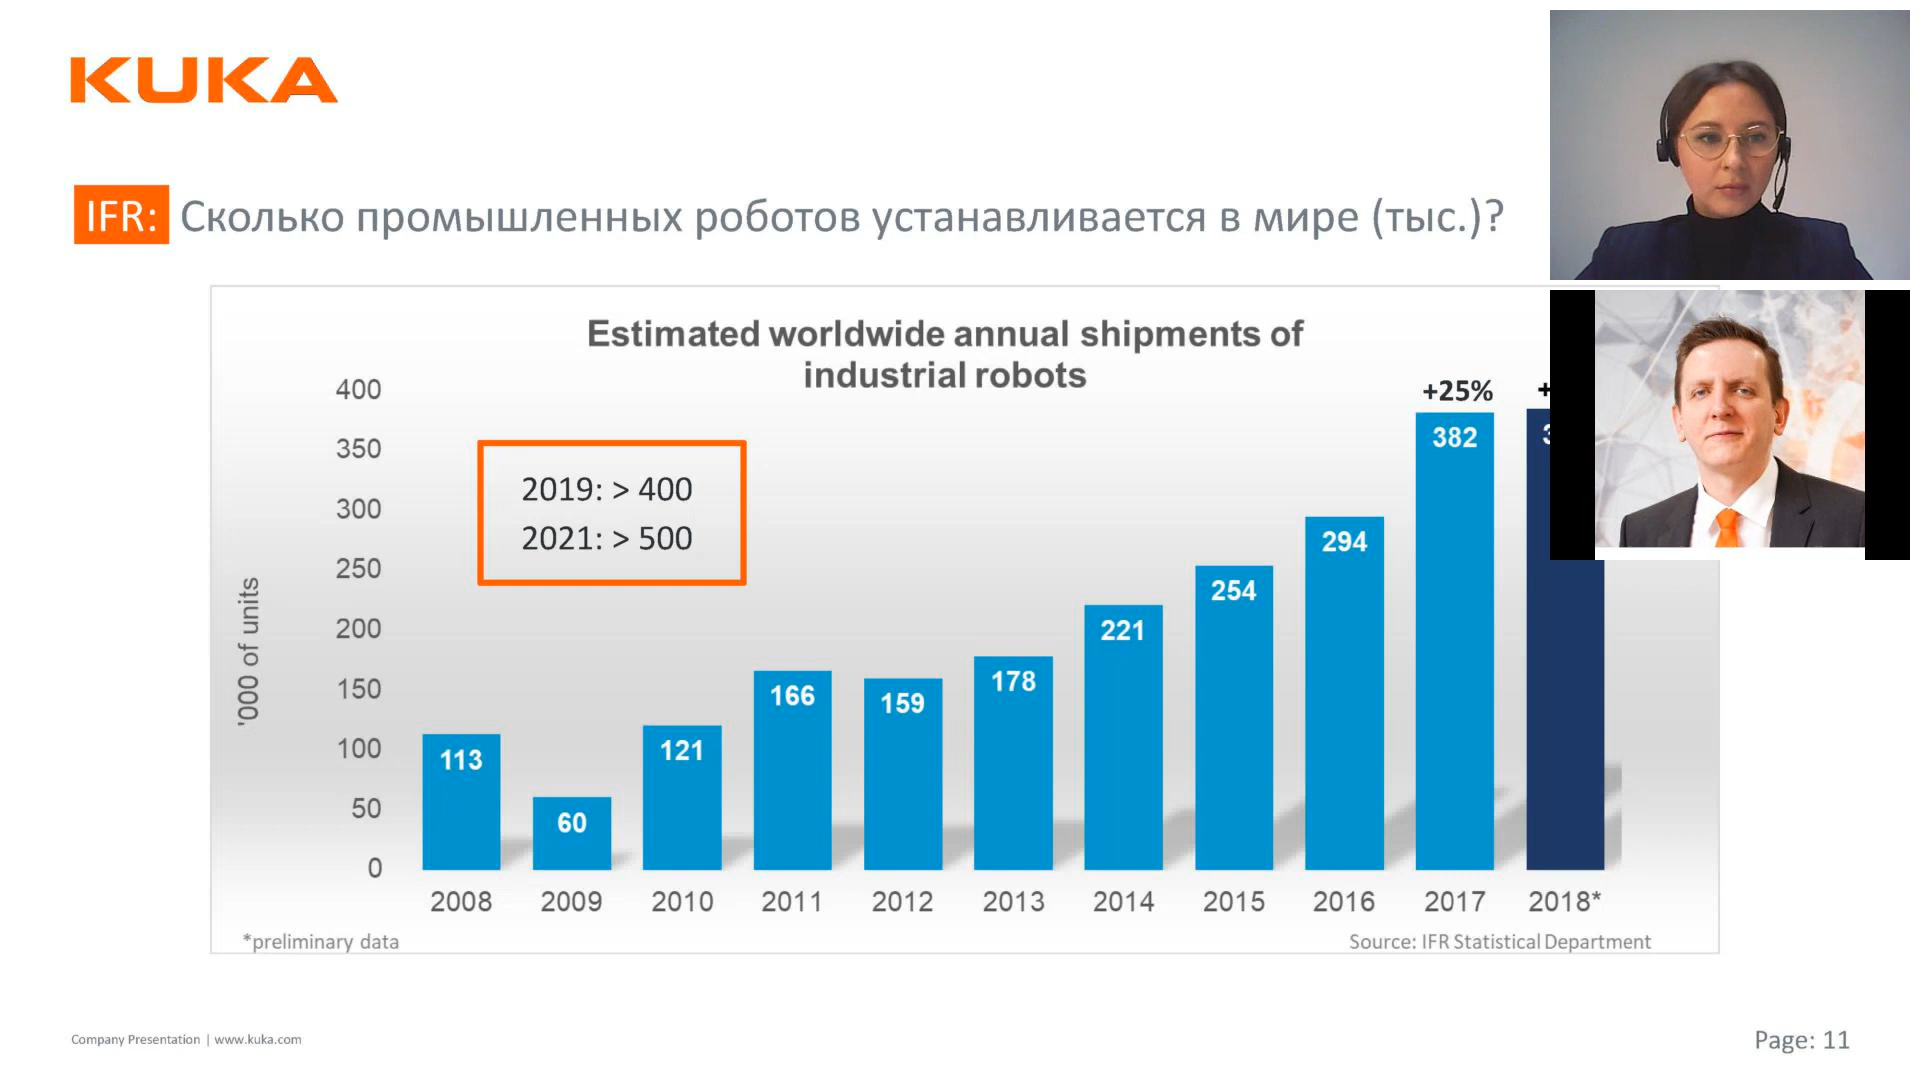 KUKA
IFR: Сколько промышленных роботов устанавливается в мире (тыс.)?
Estimated worldwide annual shipments of
industrial robots
'000 of units
400
350
300
250
200
150
100
50
0
2019: > 400
2021: > 500
+25%
113
60
121
166
159
178
221
254
294
382
2008
2009
2010
2011
2012
2013
2014
2015
2016
2017
2018*
*preliminary data
Source: IFR Statistical Department
Company Presentation | www.kuka.com
Page: 11